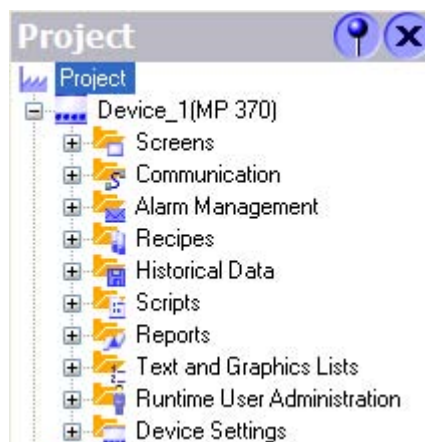 Project
Project
Device_1(MP 370)
Screens
Communication
Alarm Management
Recipes
Historical Data
Scripts
Reports
Text and Graphics Lists
Runtime User Administration
Device Settings